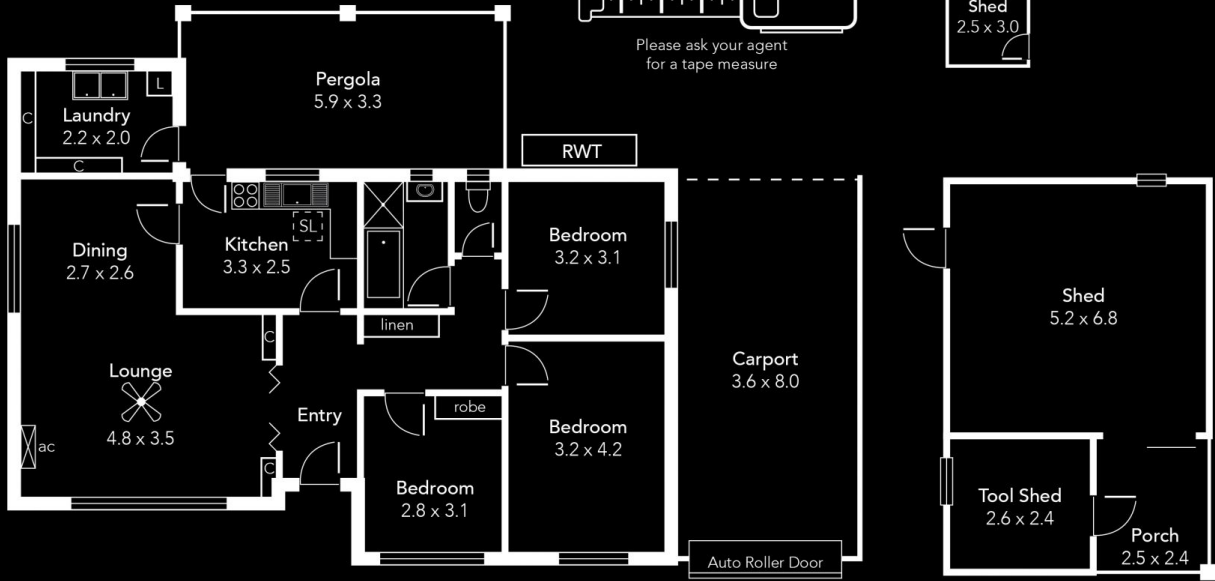 Shed
2.5 x 3.0
Please ask your agent
for a tape measure
Pergola
5.9 x 3.3
L
C
Laundry
2.2 x 2.0
C
RWT
SL
Kitchen
3.3 x 2.5
Dining
2.7 x 2.6
Bedroom
3.2 x 3.1
Shed
5.2 x 6.8
linen
C
Lounge
4.8 x 3.5
ac
Carport
3.6 x 8.0
Entry
robe
Bedroom
3.2 x 4.2
C
Bedroom
2.8 x 3.1
Tool Shed
2.6 x 2.4
Porch
2.5 x 2.4
Auto Roller Door